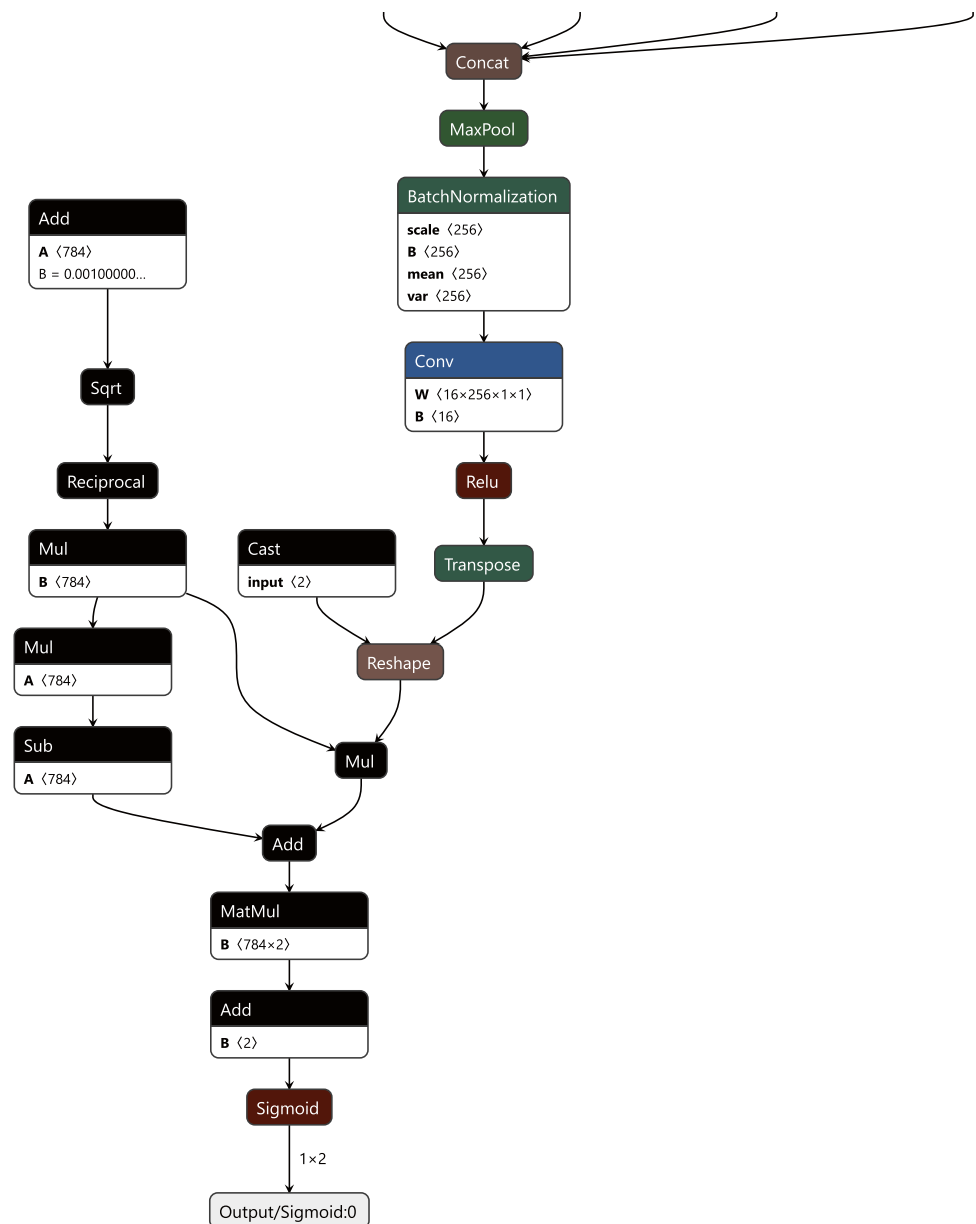 Concat
MaxPool
BatchNormalization
scale 〈256〉
B 〈256〉
mean 〈256〉
var 〈256〉
Add
A 〈784〉
B = 0.00100000…
Conv
W 〈16×256×1×1〉
B 〈16〉
Sqrt
Relu
Reciprocal
Mul
B 〈784〉
Cast
input 〈2〉
Transpose
Mul
A 〈784〉
Reshape
Sub
A 〈784〉
Mul
Add
MatMul
B 〈784×2〉
Add
B 〈2〉
Sigmoid
1×2
Output/Sigmoid:0